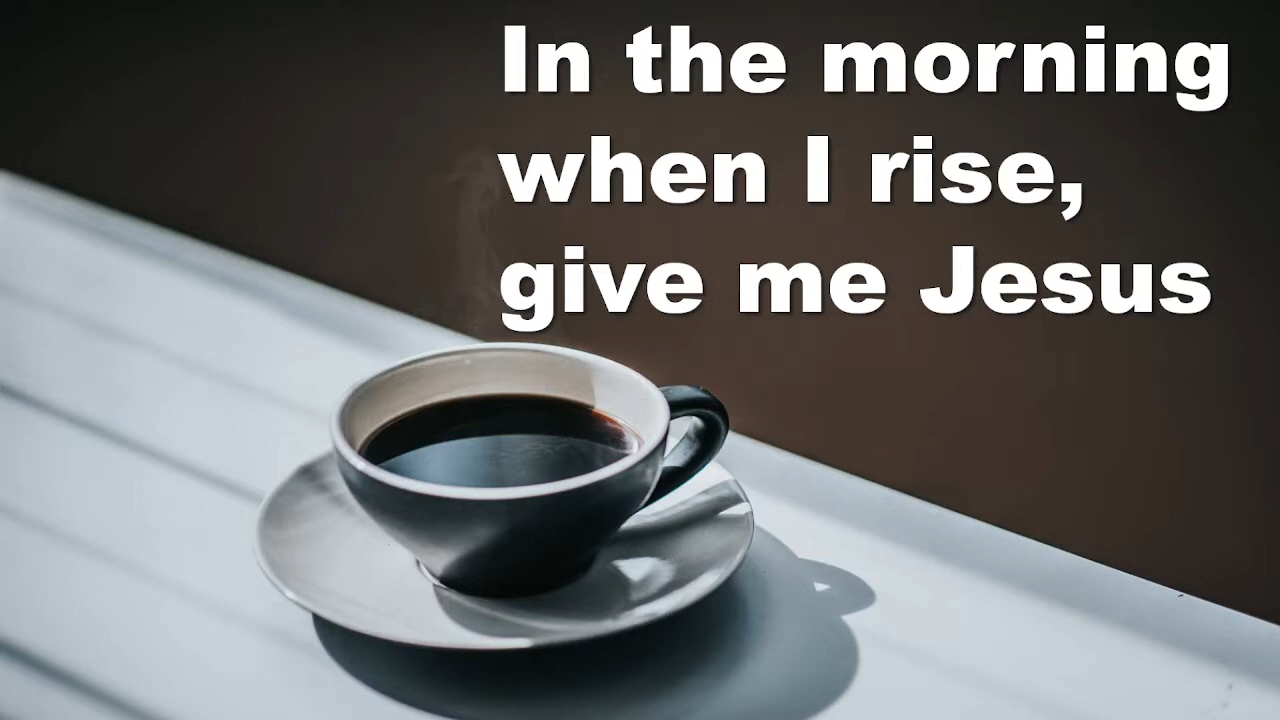 In the morning
when I rise,
give me Jesus